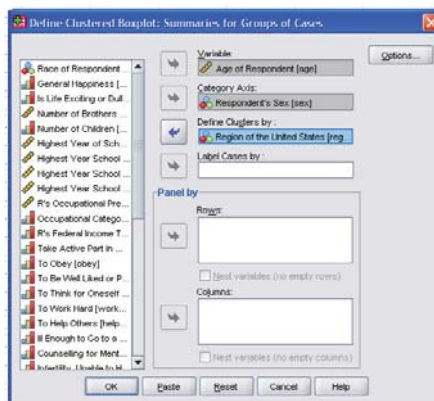 Define Clustered Boxplot: Summaries for Groups of Cases
Race of Respondent ...
General Happiness [...
Is Life Exciting or Dull...
Number of Brothers ...
Number of Children [...
Highest Year of Sch...
Highest Year School ...
Highest Year School ...
Highest Year School ...
R's Occupational Pre...
Occupational Catego...
R's Federal Income T...
Take Active Part in ...
To Obey [obey]
To Be Well Liked or P...
To Think for Oneself ...
To Work Hard [work...
To Help Others [help...
Ill Enough to Go to a ...
Counselling for Ment...
Infertility, Unable to H...
Variable:
Age of Respondent [age]
Category Axis:
Respondent's Sex [sex]
Define Clusters by:
Region of the United States [reg...
Label Cases by:
Panel by
Rows:
Nest variables (no empty rows)
Columns:
Nest variables (no empty columns)
Options...
OK Paste Reset Cancel Help